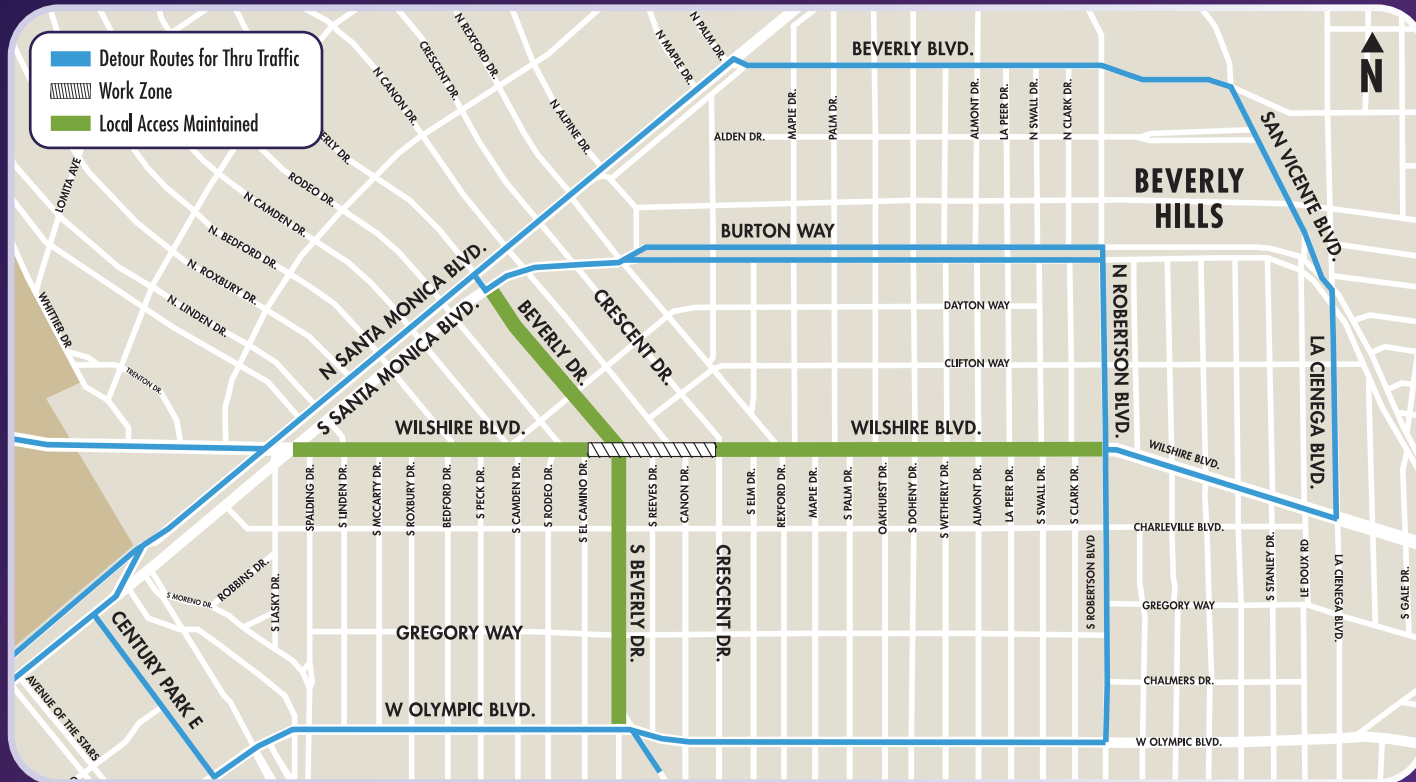 Detour Routes for Thru Traffic
Work Zone
Local Access Maintained
N
BEVERLY HILLS
BEVERLY BLVD.
SAN VICENTE BLVD.
BURTON WAY
N SANTA MONICA BLVD.
S SANTA MONICA BLVD.
BEVERLY DR.
CRESCENT DR.
N ROBERTSON BLVD.
LA CIENEGA BLVD.
WILSHIRE BLVD.
WILSHIRE BLVD.
WILSHIRE BLVD.
N PALM DR.
N MAPLE DR.
N REXFORD DR.
CRESCENT DR.
N CANON DR.
N ALPINE DR.
ERLY DR.
RODEO DR.
N CAMDEN DR.
N. BEDFORD DR.
N. ROXBURY DR.
N. LINDEN DR.
LOMITA AVE
WHITTIER DR
TRENTON DR.
ALDEN DR.
MAPLE DR.
PALM DR.
ALMONT DR.
LA PEER DR.
N SWALL DR.
N CLARK DR.
DAYTON WAY
CLIFTON WAY
SPALDING DR.
S LINDEN DR.
S MCCARTY DR.
S ROXBURY DR.
BEDFORD DR.
S PECK DR.
S CAMDEN DR.
S RODEO DR.
S EL CAMINO DR.
S REEVES DR.
CANON DR.
S ELM DR.
REXFORD DR.
MAPLE DR.
S PALM DR.
OAKHURST DR.
S DOHENY DR.
S WETHERLY DR.
ALMONT DR.
LA PEER DR.
S SWALL DR.
S CLARK DR.
CHARLEVILLE BLVD.
S ROBERTSON BLVD
S BEVERLY DR.
CRESCENT DR.
S STANLEY DR.
LE DOUX RD
LA CIENEGA BLVD.
S GALE DR.
GREGORY WAY
GREGORY WAY
CHALMERS DR.
S LASKY DR.
ROBBINS DR.
S MORENO DR.
CENTURY PARK E
AVENUE OF THE STARS
W OLYMPIC BLVD.
W OLYMPIC BLVD.